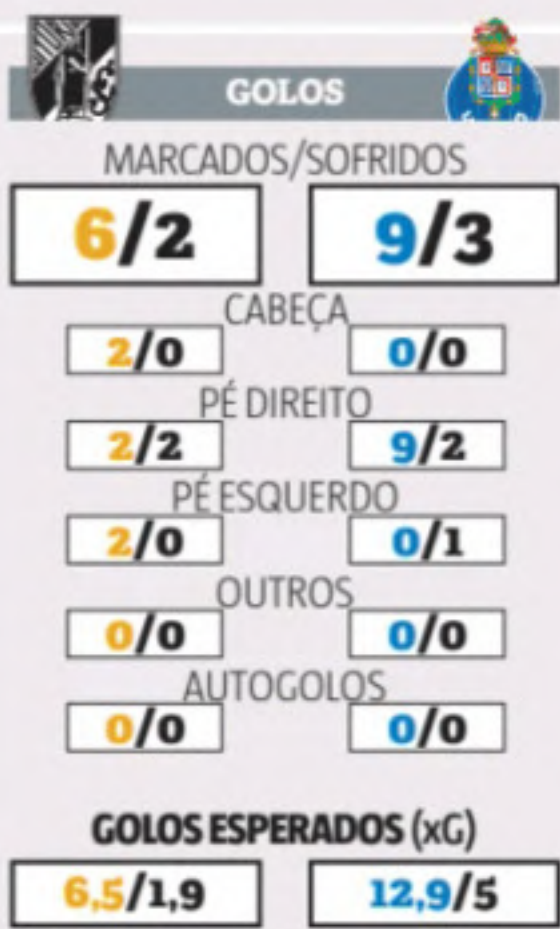 GOLOS
MARCADOS/SOFRIDOS
6/2 9/3
CABEÇA
2/0 0/0
PÉ DIREITO
2/2 9/2
PÉ ESQUERDO
2/0 0/1
OUTROS
0/0 0/0
AUTOGOLOS
0/0 0/0
GOLOS ESPERADOS (xG)
6,5/1,9 12,9/5